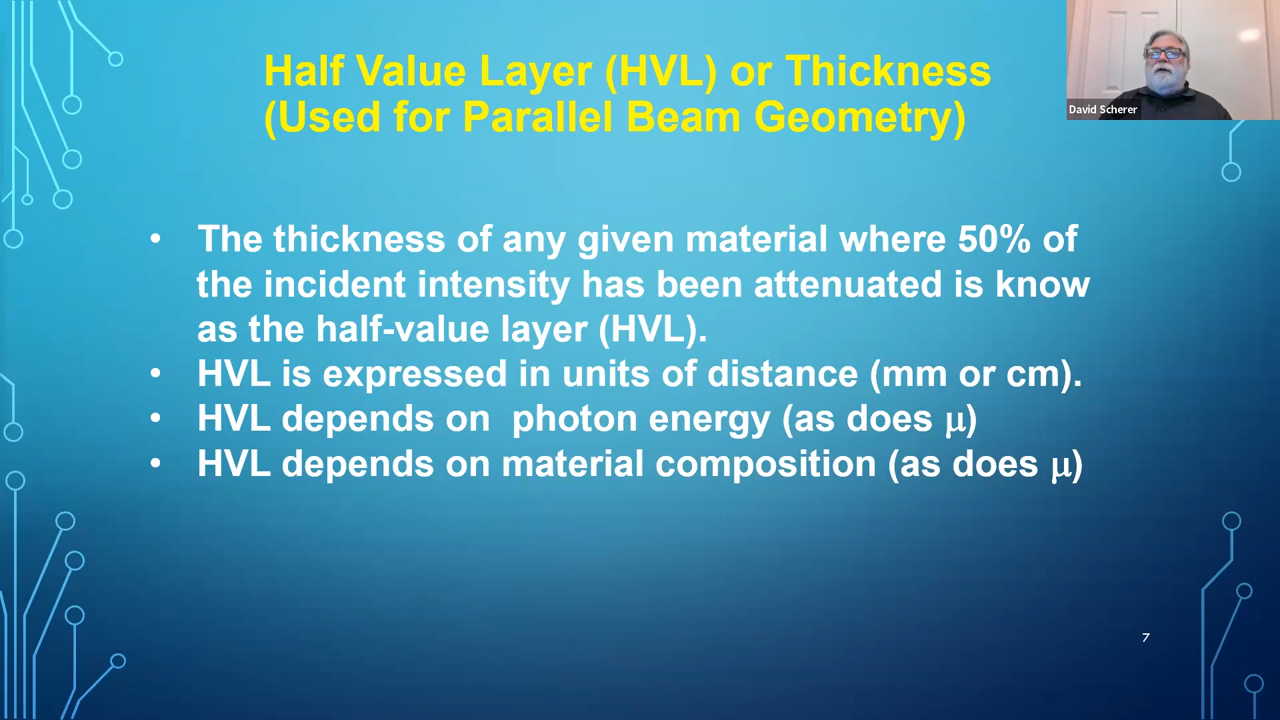 Half Value Layer (HVL) or Thickness
(Used for Parallel Beam Geometry)
David Scherer
• The thickness of any given material where 50% of
the incident intensity has been attenuated is know
as the half-value layer (HVL).
• HVL is expressed in units of distance (mm or cm).
• HVL depends on  photon energy (as does μ)
• HVL depends on material composition (as does μ)
7